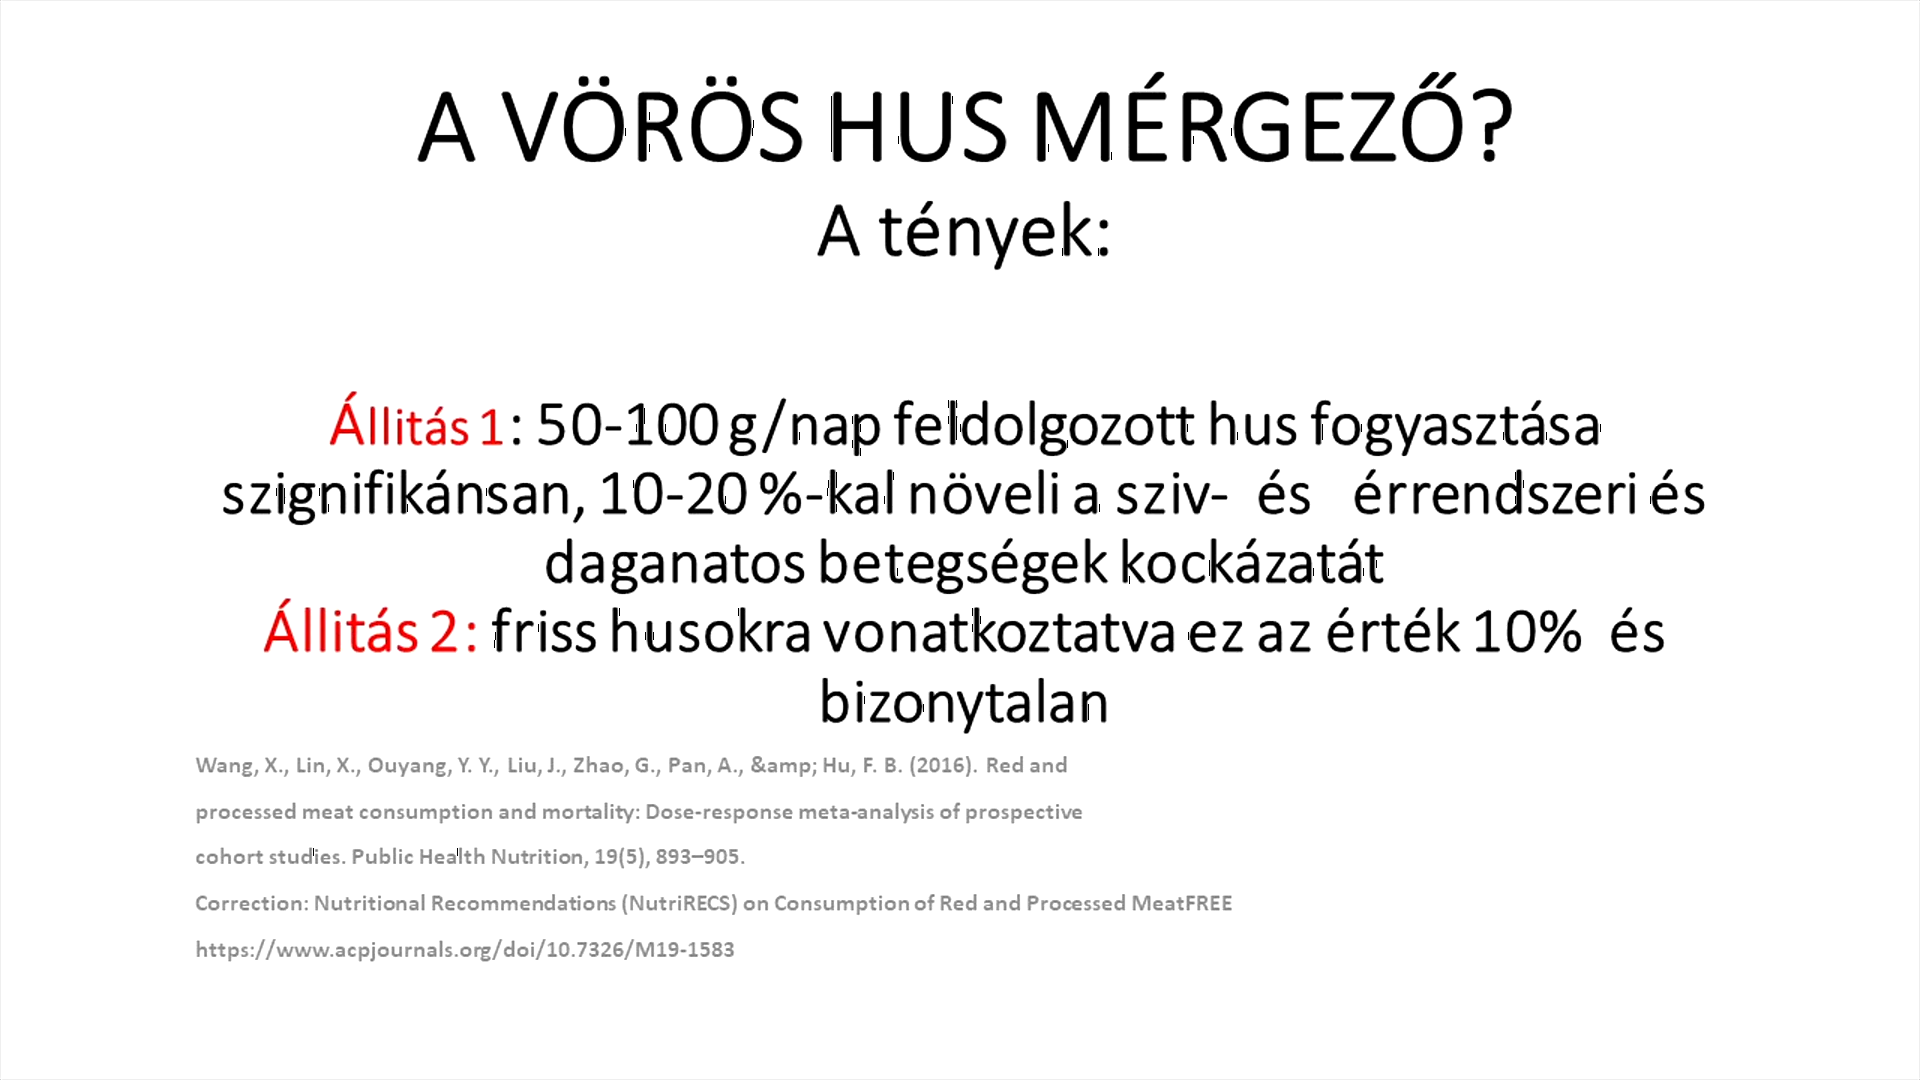 A VÖRÖS HUS MÉRGEZŐ?
A tények:
Állitás 1: 50-100 g/nap feldolgozott hus fogyasztása
szignifikánsan, 10-20 %-kal növeli a sziv- és érrendszeri és
daganatos betegségek kockázatát
Állitás 2: friss husokra vonatkoztatva ez az érték 10% és
bizonytalan
Wang, X., Lin, X., Ouyang, Y. Y., Liu, J., Zhao, G., Pan, A., &amp; Hu, F. B. (2016). Red and
processed meat consumption and mortality: Dose-response meta-analysis of prospective
cohort studies. Public Health Nutrition, 19(5), 893–905.
Correction: Nutritional Recommendations (NutriRECS) on Consumption of Red and Processed MeatFREE
https://www.acpjournals.org/doi/10.7326/M19-1583